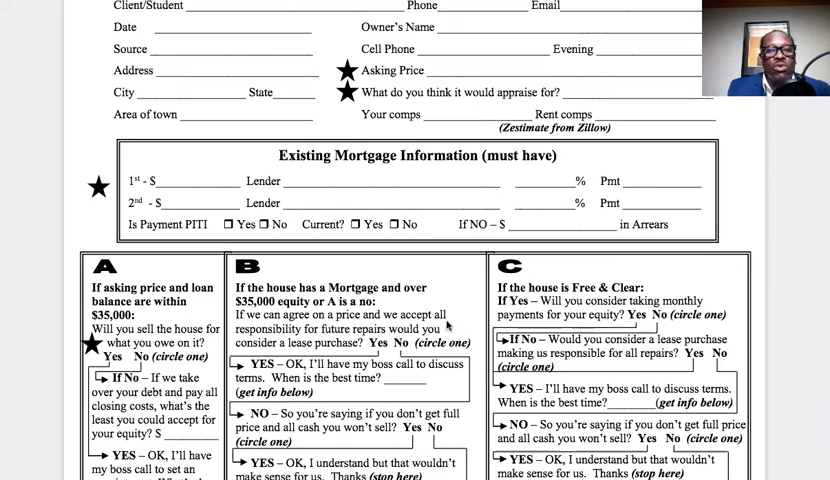 Client/Student Phone Email
Date Owner's Name
Source Cell Phone Evening
Address Asking Price
City State What do you think it would appraise for?
Area of town Your comps Rent comps
(Zestimate from Zillow)
Existing Mortgage Information (must have)
1st - $ Lender % Pmt
2nd - $ Lender % Pmt
Is Payment PITI ☐ Yes ☐ No Current? ☐ Yes ☐ No If NO – $ in Arrears
A
If asking price and loan
balance are within
$35,000:
Will you sell the house for
what you owe on it?
Yes No (circle one)
If No – If we take
over your debt and pay all
closing costs, what's the
least you could accept for
your equity? $
YES – OK, I'll have
my boss call to set an
B
If the house has a Mortgage and over
$35,000 equity or A is a no:
If we can agree on a price and we accept all
responsibility for future repairs would you
consider a lease purchase? Yes No (circle one)
YES – OK, I'll have my boss call to discuss
terms. When is the best time?
(get info below)
NO – So you're saying if you don't get full
price and all cash you won't sell? Yes No
(circle one)
YES – OK, I understand but that wouldn't
make sense for us. Thanks (stop here)
C
If the house is Free & Clear:
If Yes – Will you consider taking monthly
payments for your equity? Yes No (circle one)
If No – Would you consider a lease purchase
making us responsible for all repairs? Yes No
(circle one)
YES – I'll have my boss call to discuss terms.
When is the best time? (get info below)
NO – So you're saying if you don't get full price
and all cash you won't sell? Yes No (circle one)
YES – OK, I understand but that wouldn't
make sense for us. Thanks (stop here)